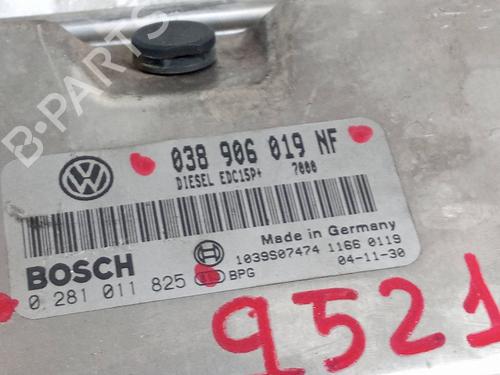 B-PARTS
038 906 019 NF
DIESEL EDC15P+ 7000
Made in Germany
BOSCH
1039S07474 1166 0119
0 281 011 825 BPG 04-11-30
9521